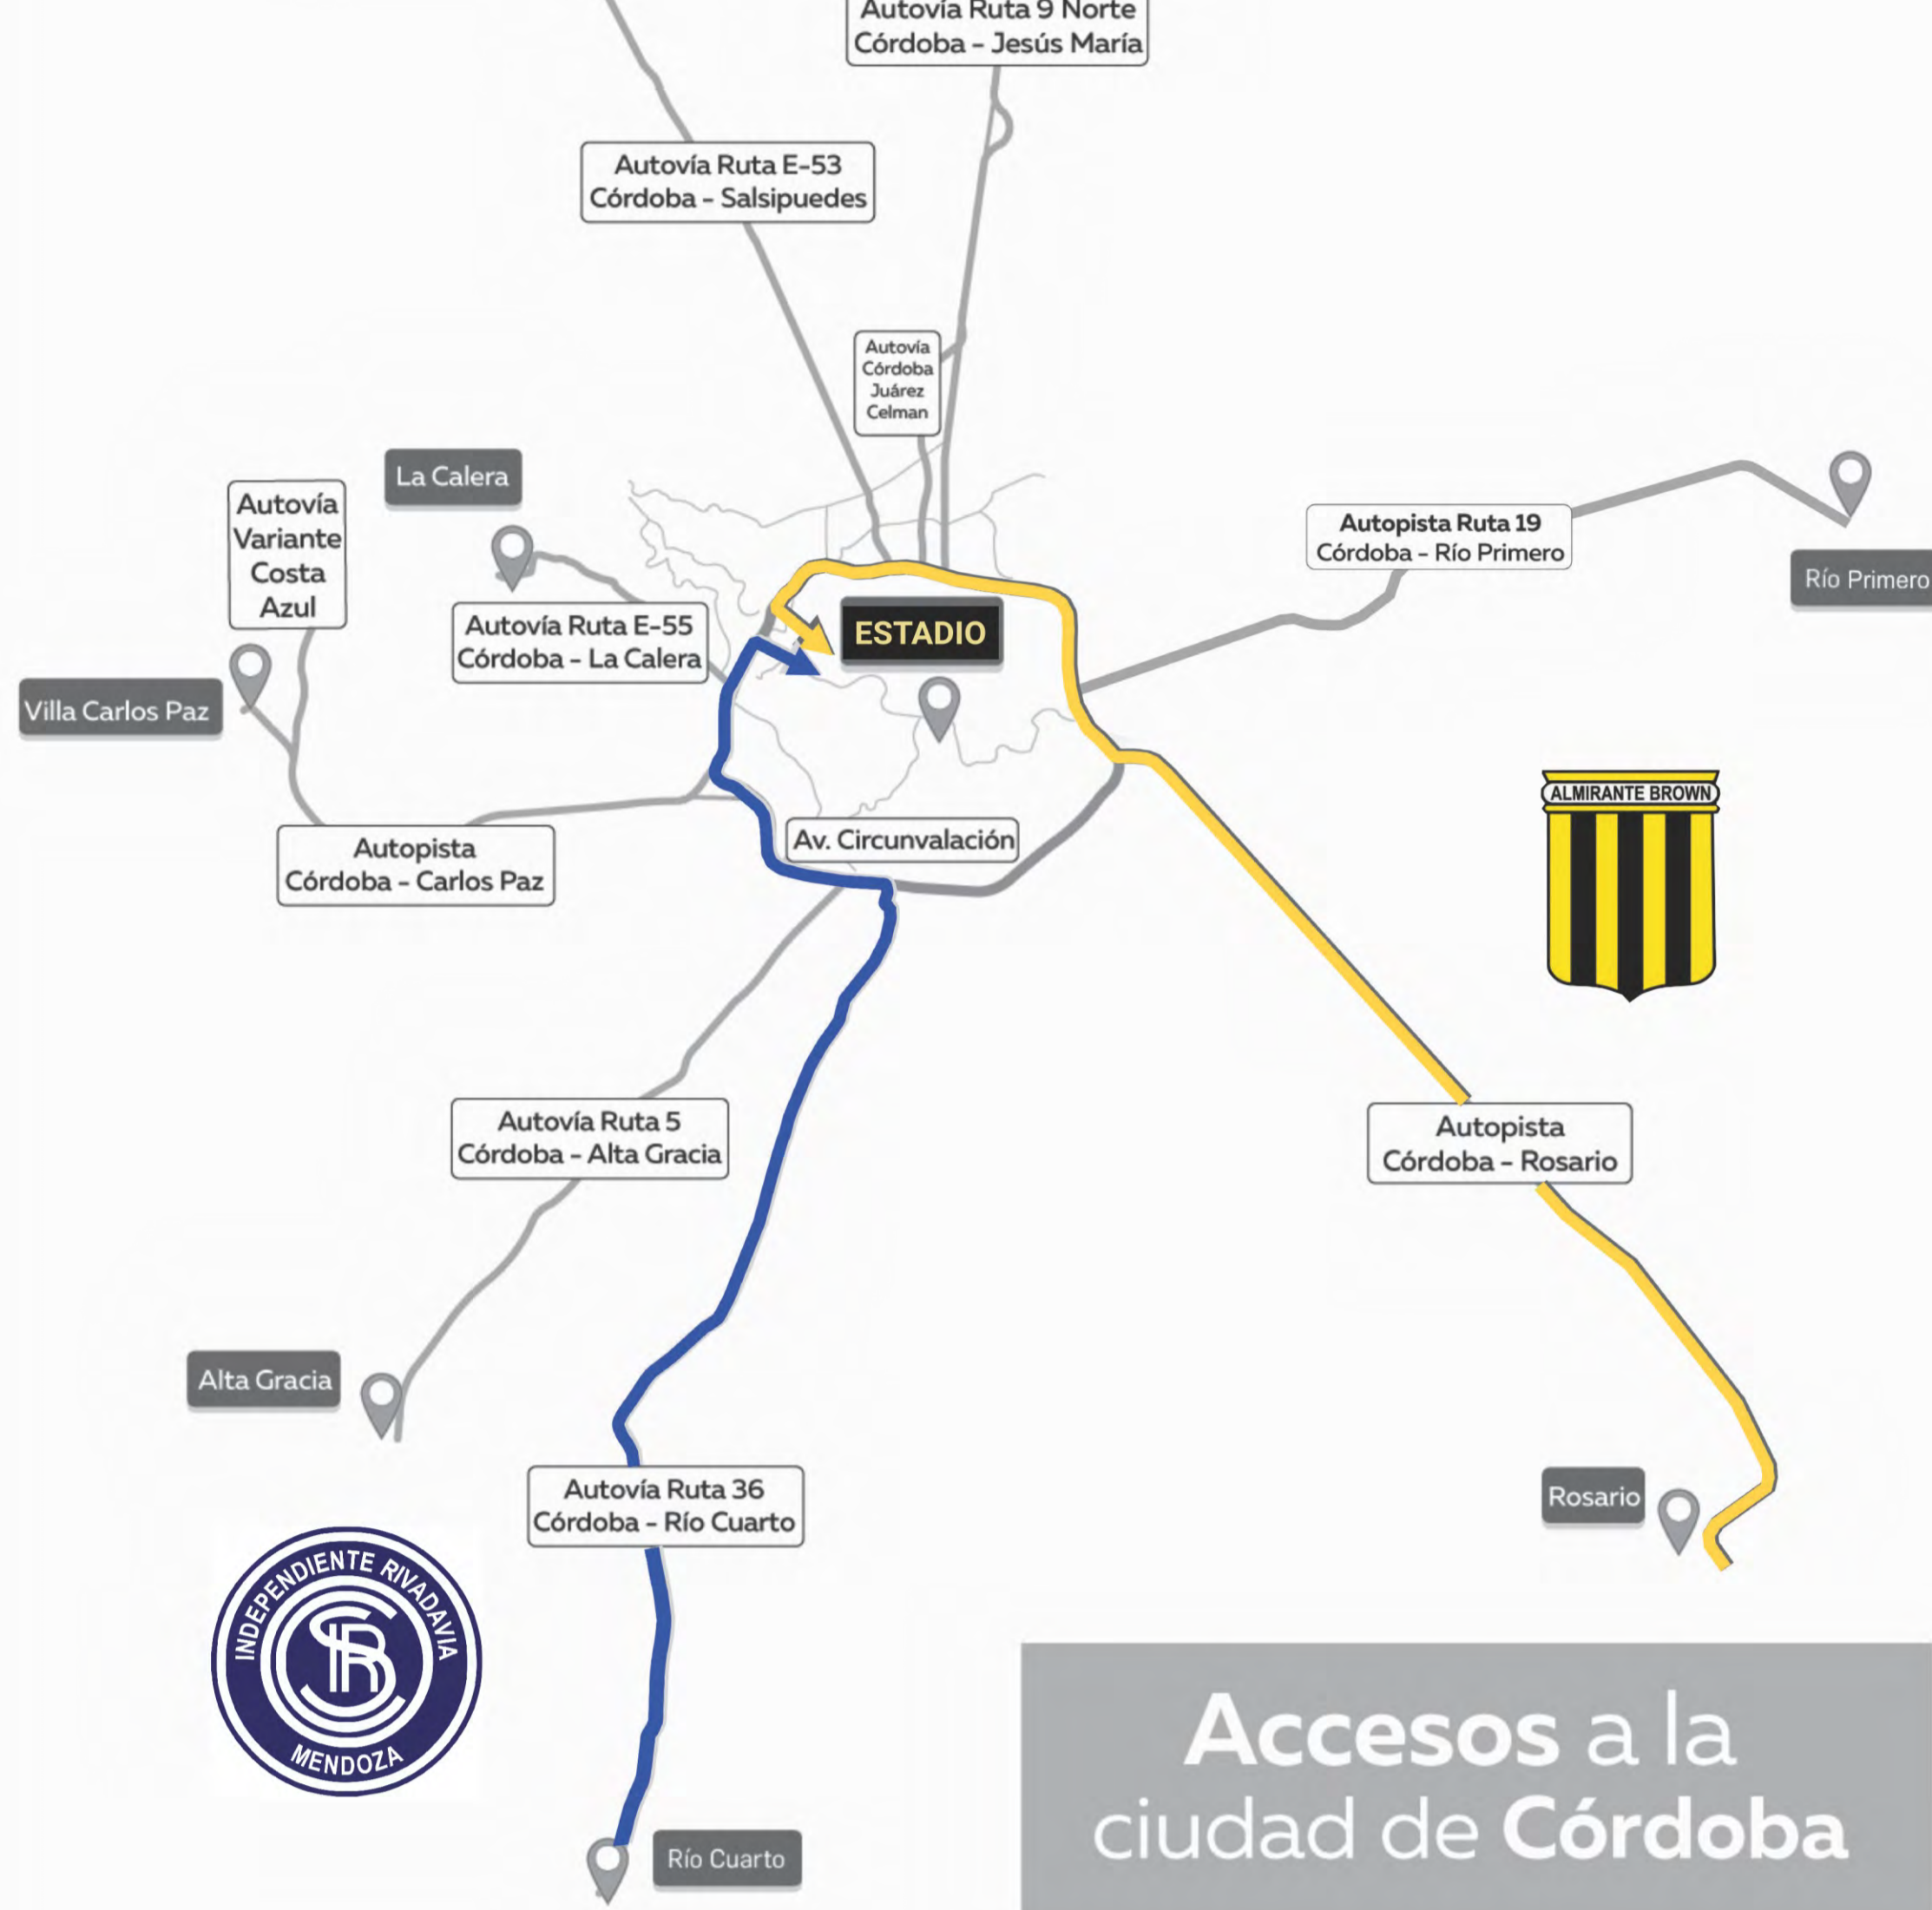 Autovía Ruta 9 Norte
Córdoba - Jesús María
Autovía Ruta E-53
Córdoba - Salsipuedes
Autovía
Córdoba
Juárez
Celman
La Calera
Autovía
Variante
Costa
Azul
Autopista Ruta 19
Córdoba - Río Primero
Río Primero
Autovía Ruta E-55
Córdoba - La Calera
ESTADIO
Villa Carlos Paz
ALMIRANTE BROWN
Av. Circunvalación
Autopista
Córdoba - Carlos Paz
Autovía Ruta 5
Córdoba - Alta Gracia
Autopista
Córdoba - Rosario
Alta Gracia
Autovía Ruta 36
Córdoba - Río Cuarto
Rosario
INDEPENDIENTE RIVADAVIA
MENDOZA
Río Cuarto
Accesos a la
ciudad de Córdoba